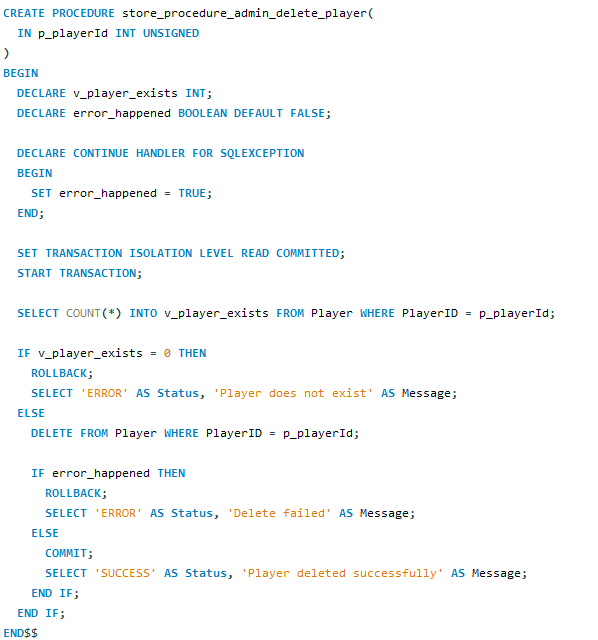 CREATE PROCEDURE store_procedure_admin_delete_player(
  IN p_playerId INT UNSIGNED
)
BEGIN
  DECLARE v_player_exists INT;
  DECLARE error_happened BOOLEAN DEFAULT FALSE;

  DECLARE CONTINUE HANDLER FOR SQLEXCEPTION
  BEGIN
    SET error_happened = TRUE;
  END;

  SET TRANSACTION ISOLATION LEVEL READ COMMITTED;
  START TRANSACTION;

  SELECT COUNT(*) INTO v_player_exists FROM Player WHERE PlayerID = p_playerId;

  IF v_player_exists = 0 THEN
    ROLLBACK;
    SELECT 'ERROR' AS Status, 'Player does not exist' AS Message;
  ELSE
    DELETE FROM Player WHERE PlayerID = p_playerId;

    IF error_happened THEN
      ROLLBACK;
      SELECT 'ERROR' AS Status, 'Delete failed' AS Message;
    ELSE
      COMMIT;
      SELECT 'SUCCESS' AS Status, 'Player deleted successfully' AS Message;
    END IF;
  END IF;
END$$